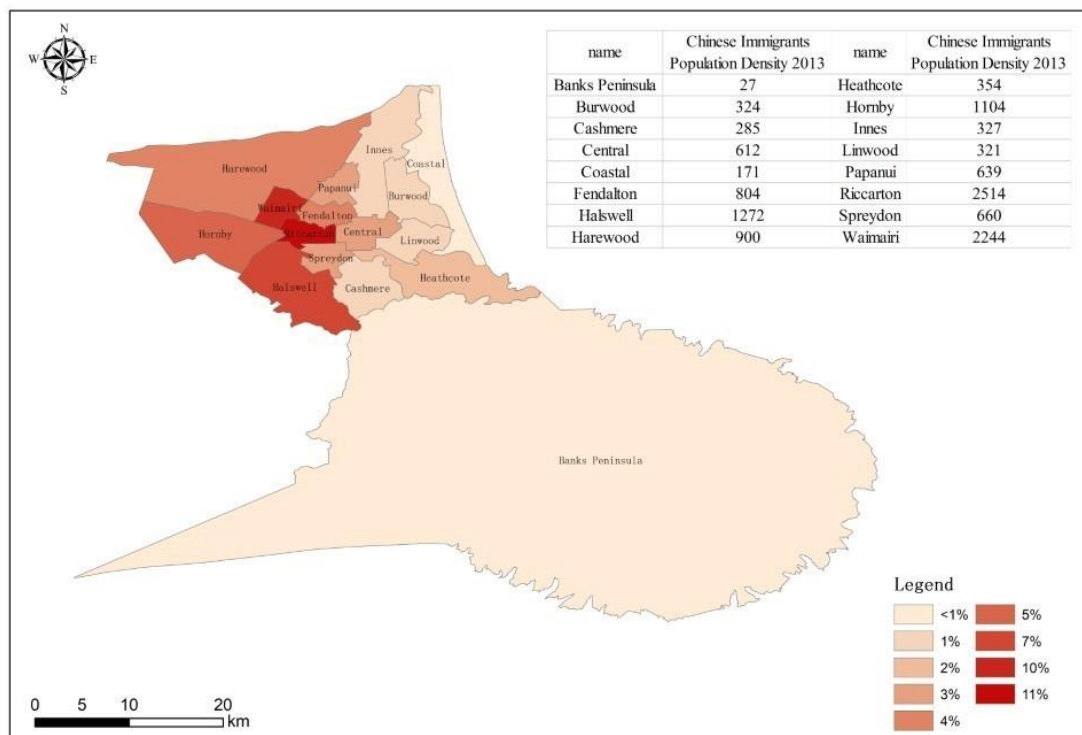 N
W E
S
name Chinese Immigrants Population Density 2013 name Chinese Immigrants Population Density 2013
Banks Peninsula 27 Heathcote 354
Burwood 324 Hornby 1104
Cashmere 285 Innes 327
Central 612 Linwood 321
Coastal 171 Papanui 639
Fendalton 804 Riccarton 2514
Halswell 1272 Spreydon 660
Harewood 900 Waimairi 2244
Innes
Coastal
Harewood
Papanui
Burwood
Waimairi
Fendalton
Hornby
Riccarton
Central
Linwood
Spreydon
Heathcote
Halswell
Cashmere
Banks Peninsula
Legend
<1% 5%
1% 7%
2% 10%
3% 11%
4%
0 5 10 20
km